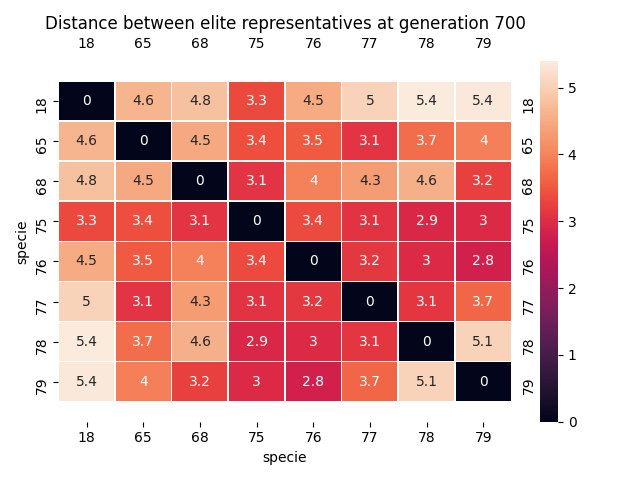 Distance between elite representatives at generation 700
18 65 68 75 76 77 78 79
18 0 4.6 4.8 3.3 4.5 5 5.4 5.4 18
65 4.6 0 4.5 3.4 3.5 3.1 3.7 4 65
68 4.8 4.5 0 3.1 4 4.3 4.6 3.2 68
75 3.3 3.4 3.1 0 3.4 3.1 2.9 3 75
76 4.5 3.5 4 3.4 0 3.2 3 2.8 76
77 5 3.1 4.3 3.1 3.2 0 3.1 3.7 77
78 5.4 3.7 4.6 2.9 3 3.1 0 5.1 78
79 5.4 4 3.2 3 2.8 3.7 5.1 0 79
18 65 68 75 76 77 78 79
specie
specie
5
4
3
2
1
0